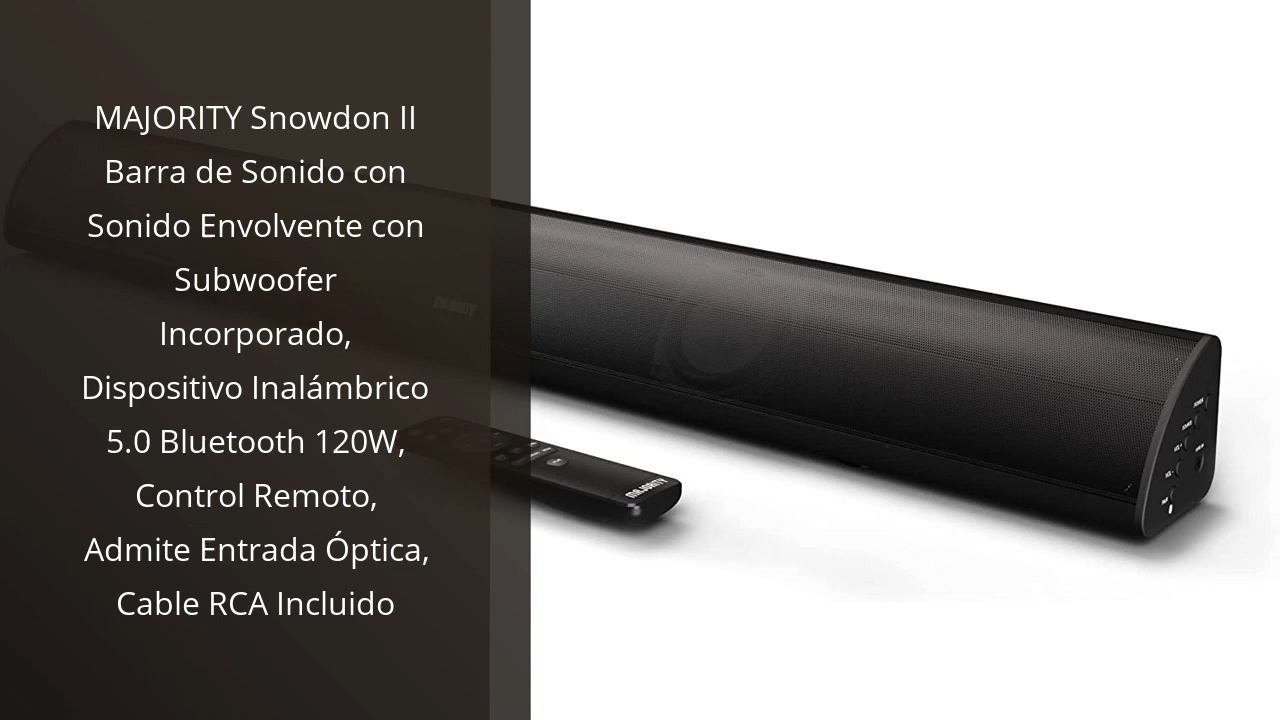 MAJORITY Snowdon II
Barra de Sonido con
Sonido Envolvente con
Subwoofer
Incorporado,
Dispositivo Inalámbrico
5.0 Bluetooth 120W,
Control Remoto,
Admite Entrada Óptica,
Cable RCA Incluido
MAJORITY
MAJORITY
POWER